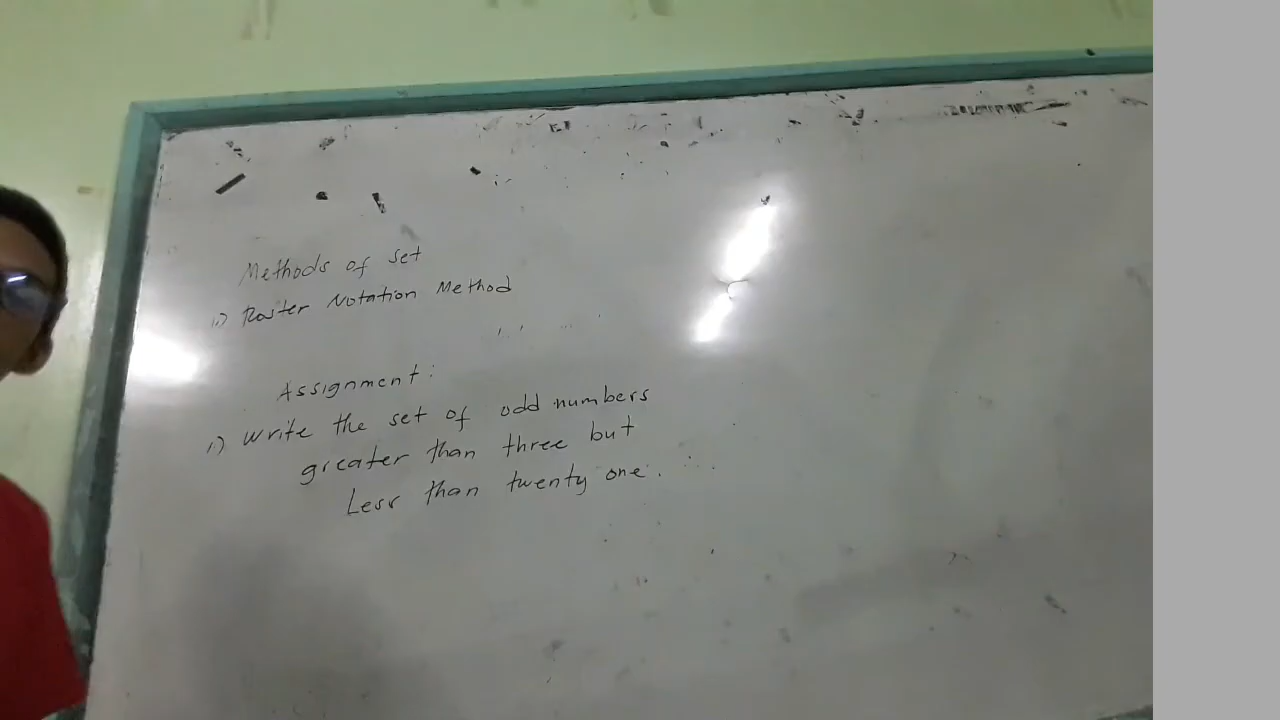 Methods of set
1.) Roster Notation Method
Assignment:
1.) Write the set of odd numbers
greater than three but
Less than twenty one.